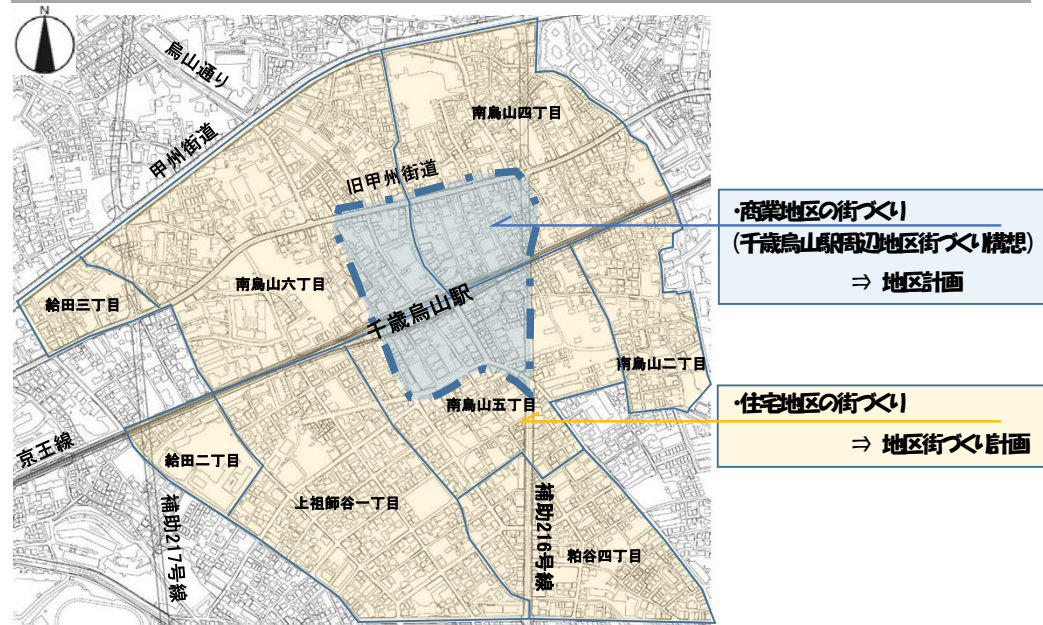 N
烏山通り
甲州街道
南烏山四丁目
旧甲州街道
・商業地区の街づくり
(千歳烏山駅周辺地区街づくり構想)
⇒ 地区計画
南烏山六丁目
給田三丁目
千歳烏山駅
南烏山二丁目
南烏山五丁目
・住宅地区の街づくり
⇒ 地区街づくり計画
京王線
給田二丁目
上祖師谷一丁目
補助217号線
補助216号線
粕谷四丁目